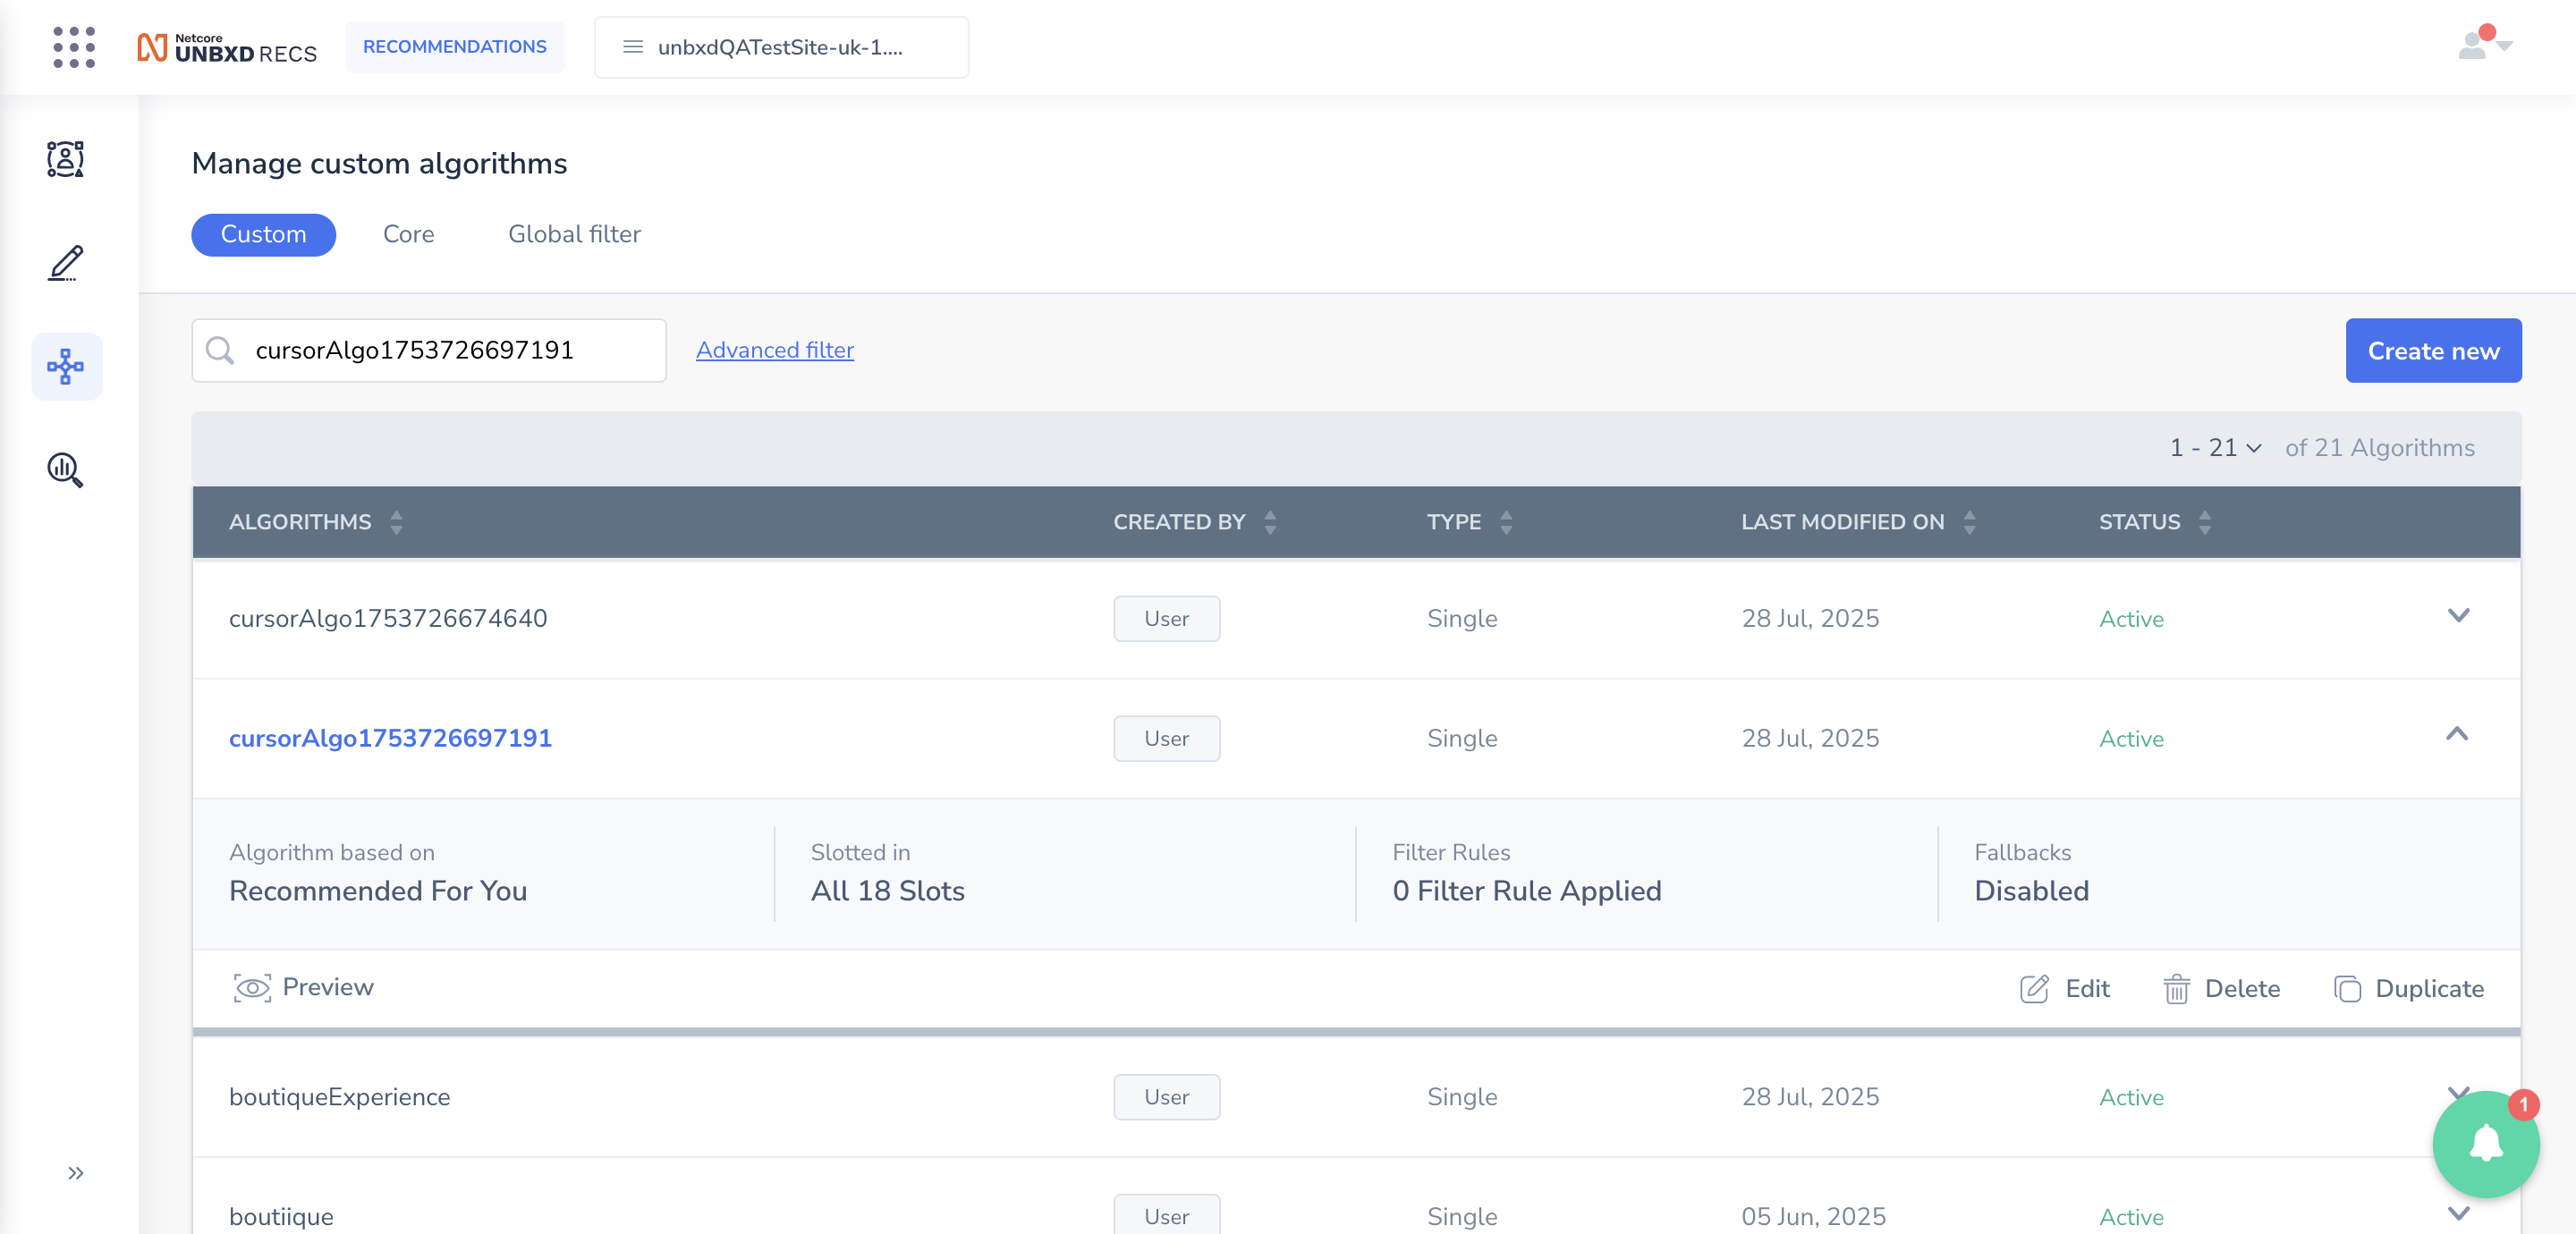 Netcore
UNBXD RECS
RECOMMENDATIONS
unbxdQATestSite-uk-1....
Manage custom algorithms
Custom Core Global filter
cursorAlgo1753726697191 Advanced filter Create new
1 - 21 of 21 Algorithms
ALGORITHMS CREATED BY TYPE LAST MODIFIED ON STATUS
cursorAlgo1753726674640 User Single 28 Jul, 2025 Active
cursorAlgo1753726697191 User Single 28 Jul, 2025 Active
Algorithm based on Slotted in Filter Rules Fallbacks
Recommended For You All 18 Slots 0 Filter Rule Applied Disabled
Preview Edit Delete Duplicate
boutiqueExperience User Single 28 Jul, 2025 Active
1
boutiique User Single 05 Jun, 2025 Active